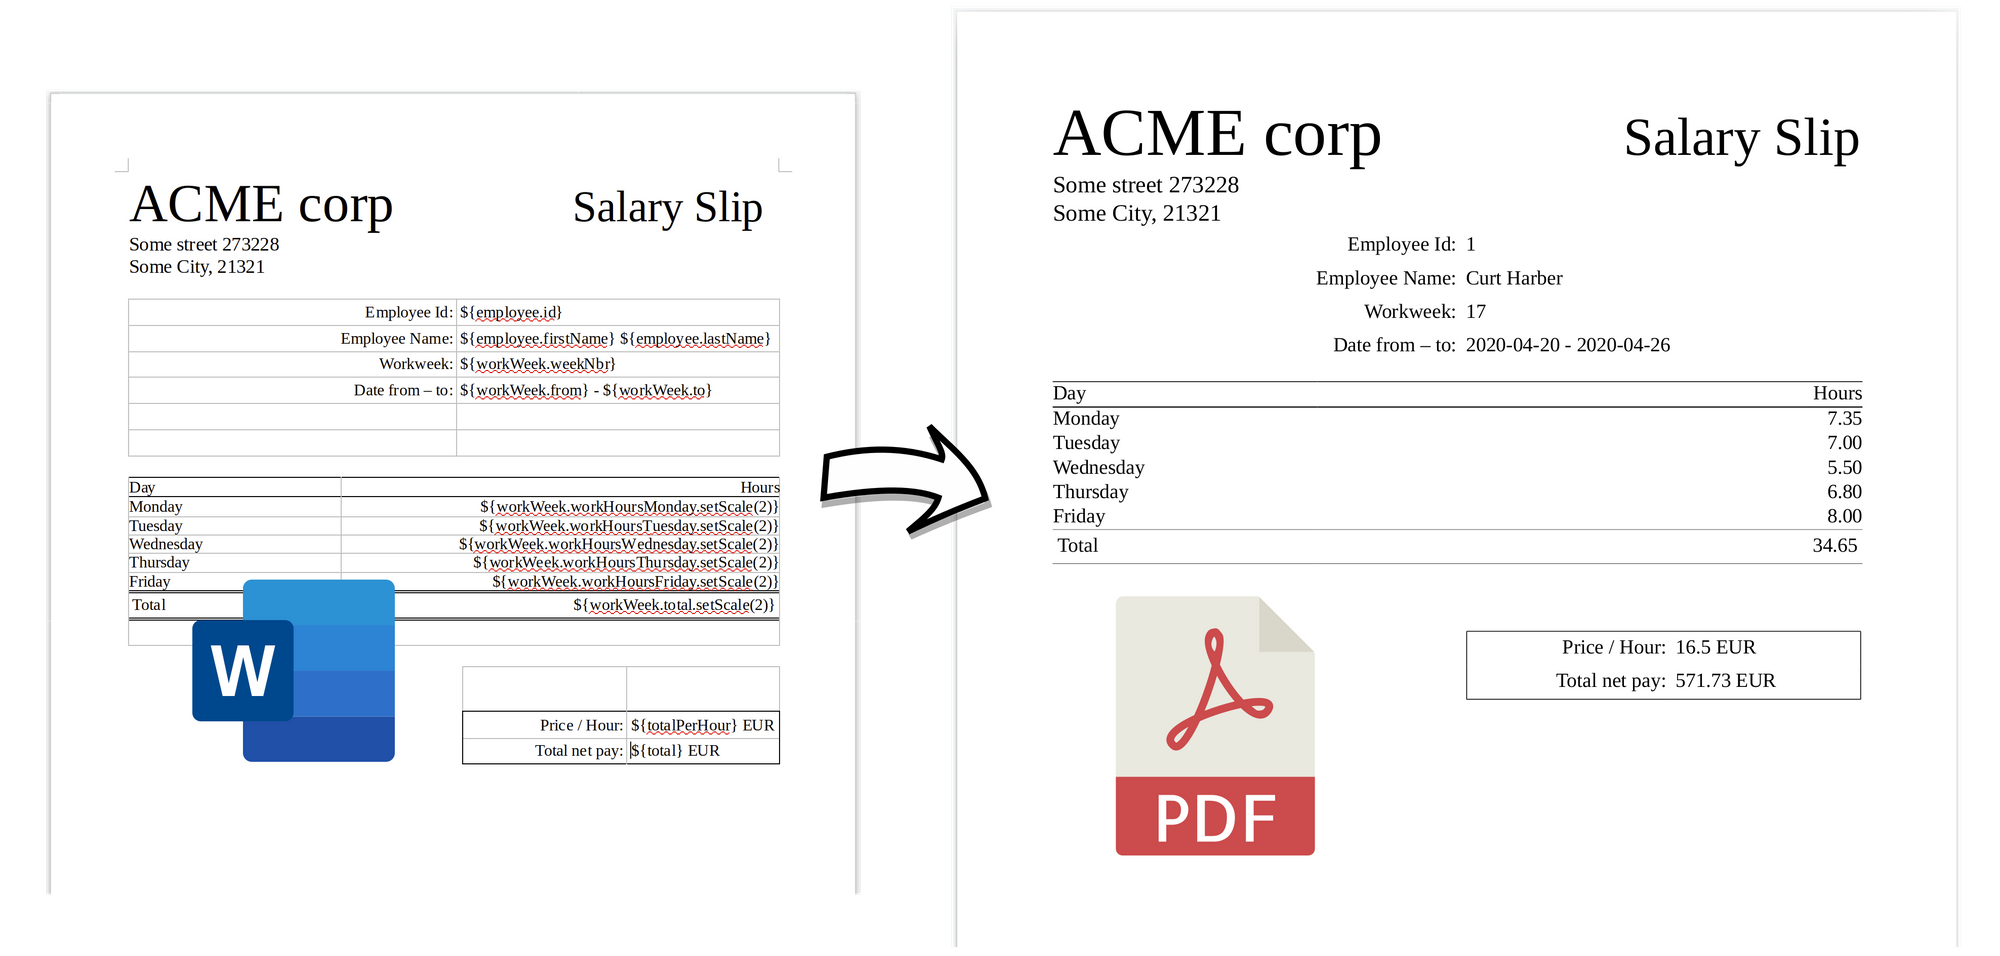 ACME corp Salary Slip
Some street 273228
Some City, 21321
Employee Id: ${employee.id}
Employee Name: ${employee.firstName} ${employee.lastName}
Workweek: ${workWeek.weekNbr}
Date from – to: ${workWeek.from} - ${workWeek.to}
Day Hours
Monday ${workWeek.workHoursMonday.setScale(2)}
Tuesday ${workWeek.workHoursTuesday.setScale(2)}
Wednesday ${workWeek.workHoursWednesday.setScale(2)}
Thursday ${workWeek.workHoursThursday.setScale(2)}
Friday ${workWeek.workHoursFriday.setScale(2)}
Total ${workWeek.total.setScale(2)}
W
Price / Hour: ${totalPerHour} EUR
Total net pay: ${total} EUR
ACME corp Salary Slip
Some street 273228
Some City, 21321
Employee Id: 1
Employee Name: Curt Harber
Workweek: 17
Date from – to: 2020-04-20 - 2020-04-26
Day Hours
Monday 7.35
Tuesday 7.00
Wednesday 5.50
Thursday 6.80
Friday 8.00
Total 34.65
Price / Hour: 16.5 EUR
Total net pay: 571.73 EUR
PDF